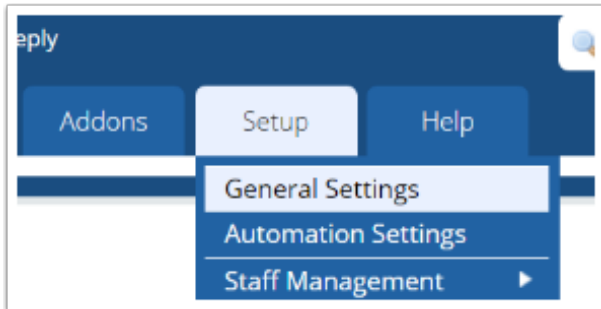 eply
Addons Setup Help
General Settings
Automation Settings
Staff Management